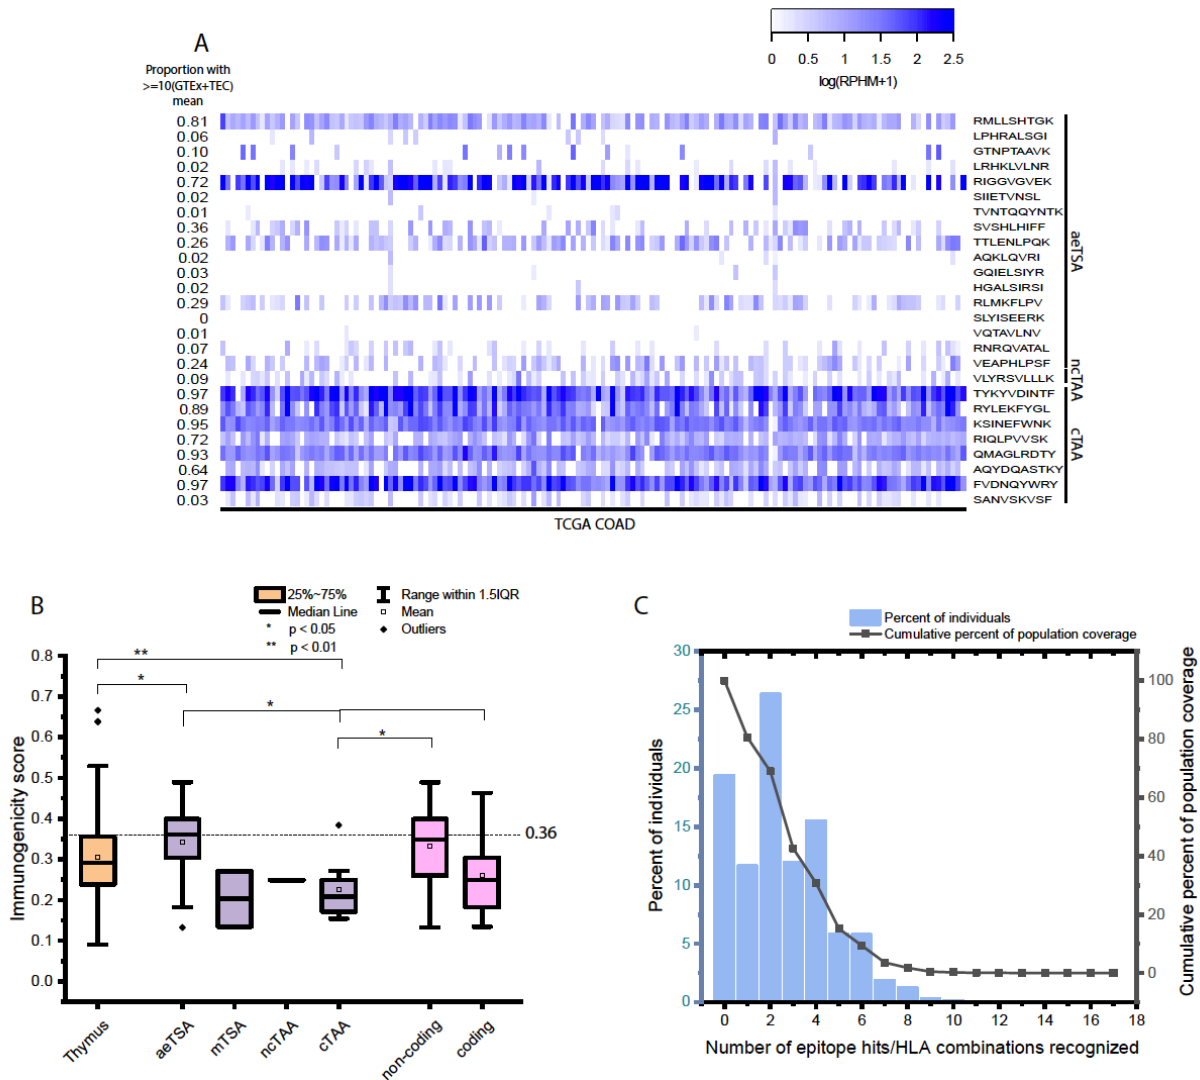 A
0 0.5 1 1.5 2 2.5
log(RPHM+1)
Proportion with
>=10(GTEx+TEC)
mean
0.81 RMLLSHTGK
0.06 LPHRALSGI
0.10 GTNPTAAVK
0.02 LRHKLVLNR
0.72 RIGGVGVEK
0.02 SIIETVNSL
0.01 TVNTQQYNTK
0.36 SVSHLHIFF
0.26 TTLENLPQK
0.02 AQKLQVRI
0.03 GQIELSIYR
0.02 HGALSIRSI
0.29 RLMKFLPV
0 SLYISEERK
0.01 VQTAVLNV
0.07 RNRQVATAL
0.24 VEAPHLPSF
0.09 VLYRSVLLLK
0.97 TYKYVDINTF
0.89 RYLEKFYGL
0.95 KSINEFWNK
0.72 RIQLPVVSK
0.93 QMAGLRDTY
0.64 AQYDQASTKY
0.97 FVDNQYWRY
0.03 SANVSKVSF
aeTSA
ncTAA
cTAA
TCGA COAD
B
25%~75%
Median Line
* p < 0.05
** p < 0.01
Range within 1.5IQR
Mean
Outliers
Immunogenicity score
0.8
0.7
0.6
0.5
0.4
0.3
0.2
0.1
0.0
**
*
*
*
0.36
Thymus
aeTSA
mTSA
ncTAA
cTAA
non-coding
coding
C
Percent of individuals
Cumulative percent of population coverage
Percent of individuals
30
25
20
15
10
5
0
100
80
60
40
20
0
Cumulative percent of population coverage
0 2 4 6 8 10 12 14 16 18
Number of epitope hits/HLA combinations recognized